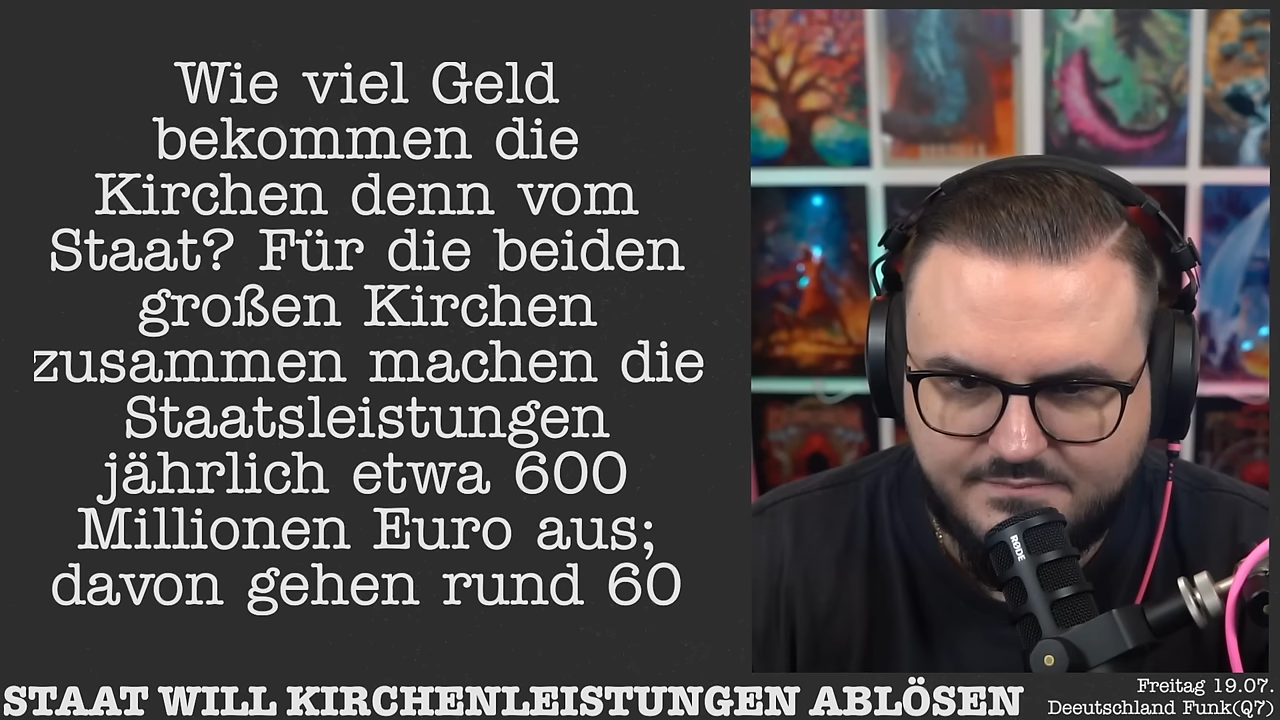 Wie viel Geld
bekommen die
Kirchen denn vom
Staat? Für die beiden
großen Kirchen
zusammen machen die
Staatsleistungen
jährlich etwa 600
Millionen Euro aus;
davon gehen rund 60
RØDE
STAAT WILL KIRCHENLEISTUNGEN ABLÖSEN
Freitag 19.07.
Deeutschland Funk(Q7)